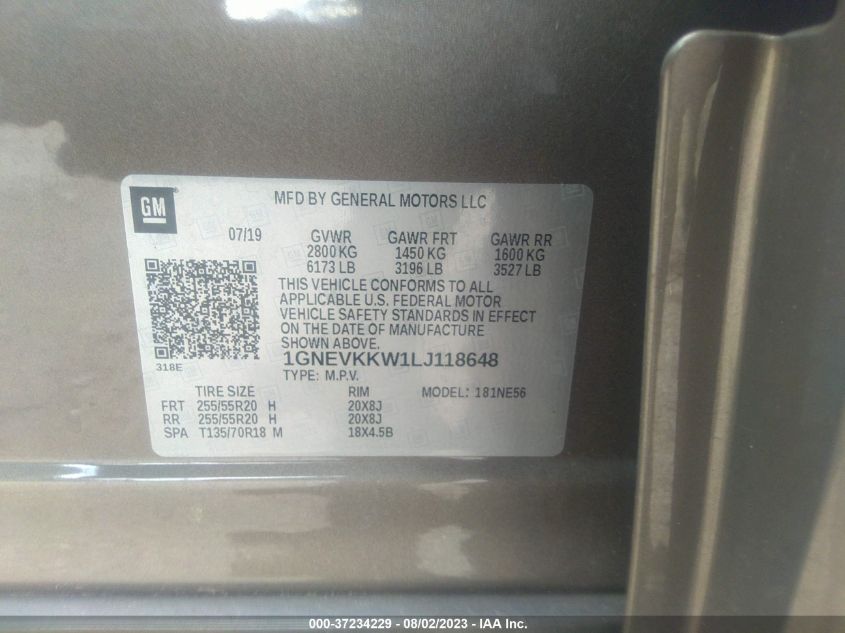 GM
MFD BY GENERAL MOTORS LLC
07/19 GVWR GAWR FRT GAWR RR
2800 KG 1450 KG 1600 KG
6173 LB 3196 LB 3527 LB
THIS VEHICLE CONFORMS TO ALL
APPLICABLE U.S. FEDERAL MOTOR
VEHICLE SAFETY STANDARDS IN EFFECT
ON THE DATE OF MANUFACTURE
SHOWN ABOVE.
318E
1GNEVKKW1LJ118648
TYPE: M.P.V.
TIRE SIZE RIM MODEL: 181NE56
FRT 255/55R20 H 20X8J
RR 255/55R20 H 20X8J
SPA T135/70R18 M 18X4.5B
000-37234229 - 08/02/2023 - IAA Inc.